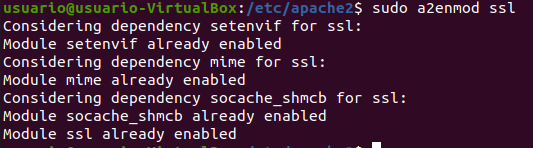 usuario@usuario-VirtualBox:/etc/apache2$ sudo a2enmod ssl
Considering dependency setenvif for ssl:
Module setenvif already enabled
Considering dependency mime for ssl:
Module mime already enabled
Considering dependency socache_shmcb for ssl:
Module socache_shmcb already enabled
Module ssl already enabled